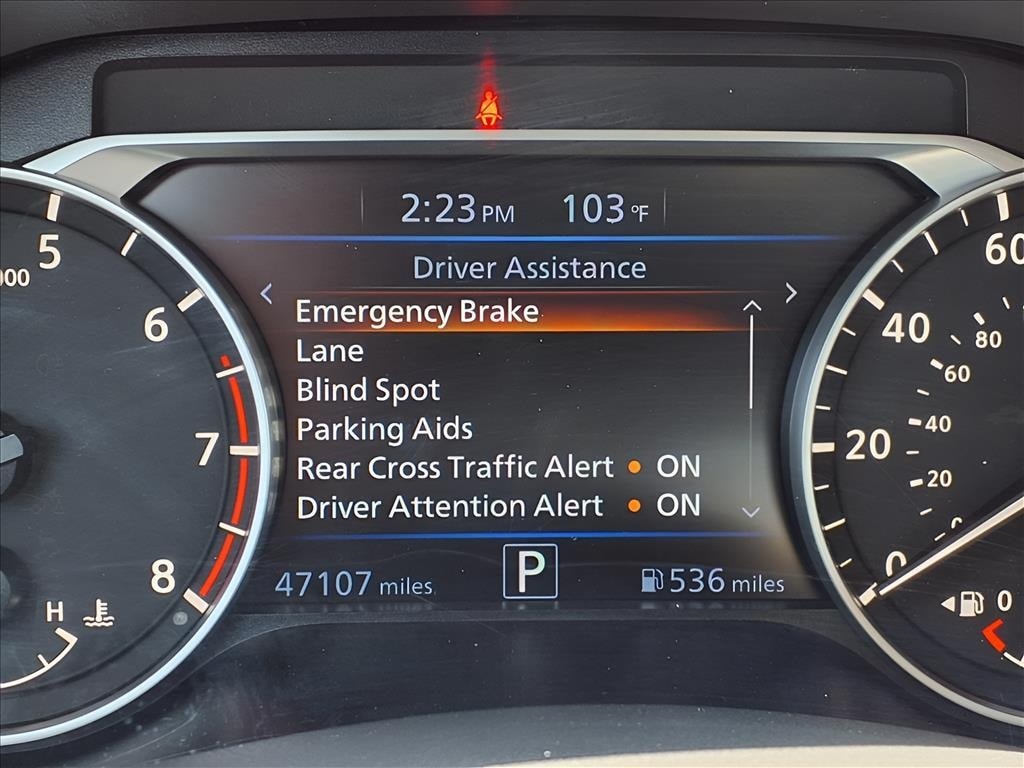 2:23 PM 103 °F
Driver Assistance
Emergency Brake
Lane
Blind Spot
Parking Aids
Rear Cross Traffic Alert ON
Driver Attention Alert ON
47107 miles P 536 miles
5
000
6
7
8
H
60
40
20
0
80
60
40
20
0
0